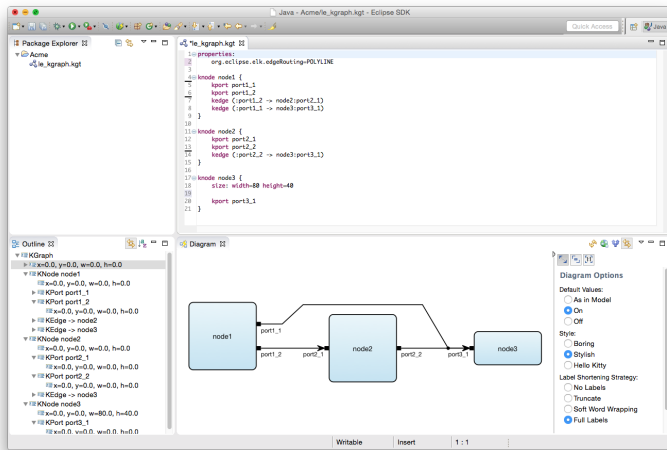 Java - Acme/le_kgraph.kgt - Eclipse SDK
Quick Access
Java
Package Explorer
Acme
le_kgraph.kgt
*le_kgraph.kgt
1 properties:
2 org.eclipse.elk.edgeRouting=POLYLINE
3
4 knode node1 {
5 kport port1_1
6 kport port1_2
7 kedge (:port1_2 -> node2:port2_1)
8 kedge (:port1_1 -> node3:port3_1)
9 }
10
11 knode node2 {
12 kport port2_1
13 kport port2_2
14 kedge (:port2_2 -> node3:port3_1)
15 }
16
17 knode node3 {
18 size: width=80 height=40
19
20 kport port3_1
21 }
Outline
KGraph
x=0.0, y=0.0, w=0.0, h=0.0
KNode node1
x=0.0, y=0.0, w=0.0, h=0.0
KPort port1_1
KPort port1_2
x=0.0, y=0.0, w=0.0, h=0.0
KEdge -> node2
KEdge -> node3
KNode node2
x=0.0, y=0.0, w=0.0, h=0.0
KPort port2_1
x=0.0, y=0.0, w=0.0, h=0.0
KPort port2_2
x=0.0, y=0.0, w=0.0, h=0.0
KEdge -> node3
KNode node3
x=0.0, y=0.0, w=80.0, h=40.0
KPort port3_1
x=0.0, y=0.0, w=0.0, h=0.0
Diagram
node1
port1_1
port1_2
port2_1
node2
port2_2
port3_1
node3
Diagram Options
Default Values:
As in Model
On
Off
Style:
Boring
Stylish
Hello Kitty
Label Shortening Strategy:
No Labels
Truncate
Soft Word Wrapping
Full Labels
Writable
Insert
1 : 1